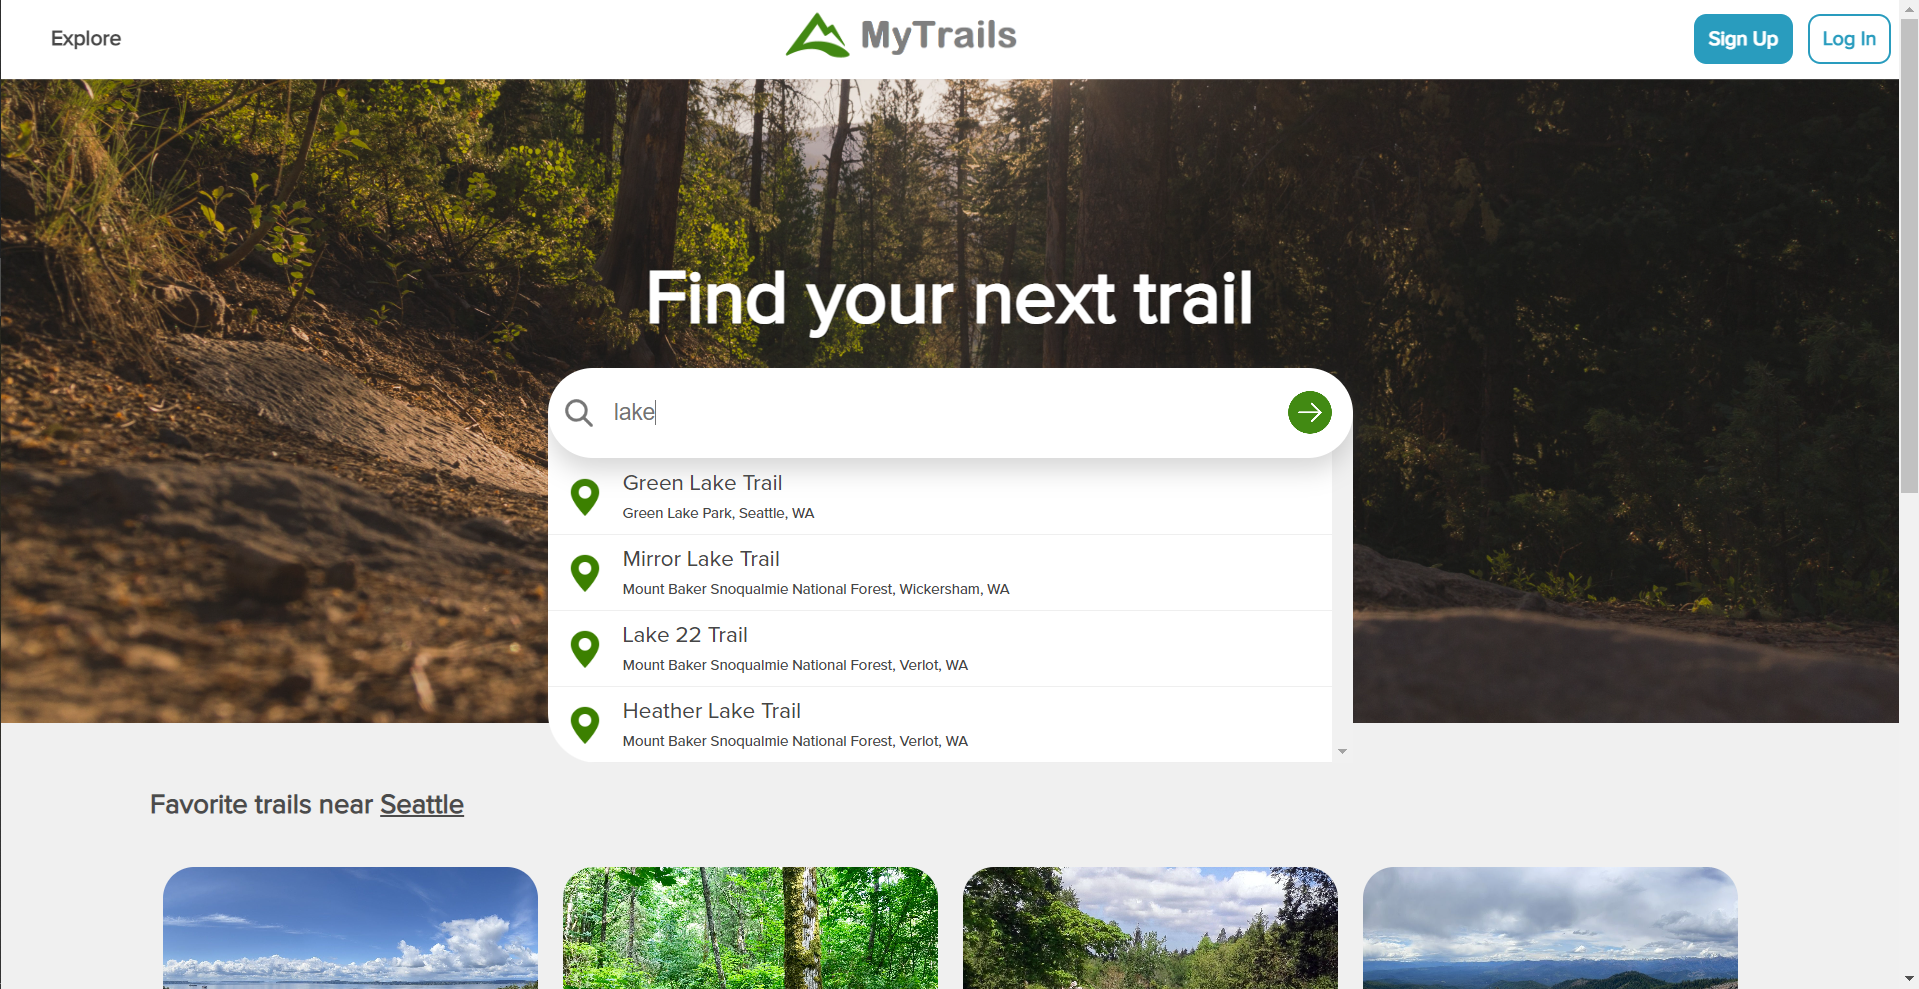 Explore
MyTrails
Sign Up
Log In
Find your next trail
lake
Green Lake Trail
Green Lake Park, Seattle, WA
Mirror Lake Trail
Mount Baker Snoqualmie National Forest, Wickersham, WA
Lake 22 Trail
Mount Baker Snoqualmie National Forest, Verlot, WA
Heather Lake Trail
Mount Baker Snoqualmie National Forest, Verlot, WA
Favorite trails near Seattle